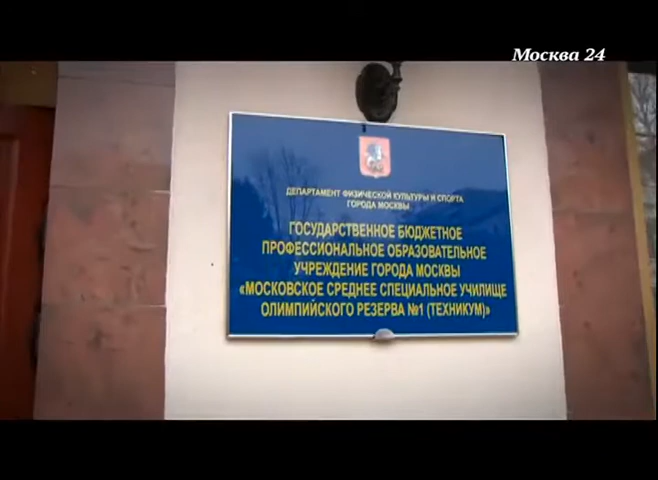 Москва 24
ДЕПАРТАМЕНТ ФИЗИЧЕСКОЙ КУЛЬТУРЫ И СПОРТА
ГОРОДА МОСКВЫ
ГОСУДАРСТВЕННОЕ БЮДЖЕТНОЕ
ПРОФЕССИОНАЛЬНОЕ ОБРАЗОВАТЕЛЬНОЕ
УЧРЕЖДЕНИЕ ГОРОДА МОСКВЫ
«МОСКОВСКОЕ СРЕДНЕЕ СПЕЦИАЛЬНОЕ УЧИЛИЩЕ
ОЛИМПИЙСКОГО РЕЗЕРВА №1 (ТЕХНИКУМ)»